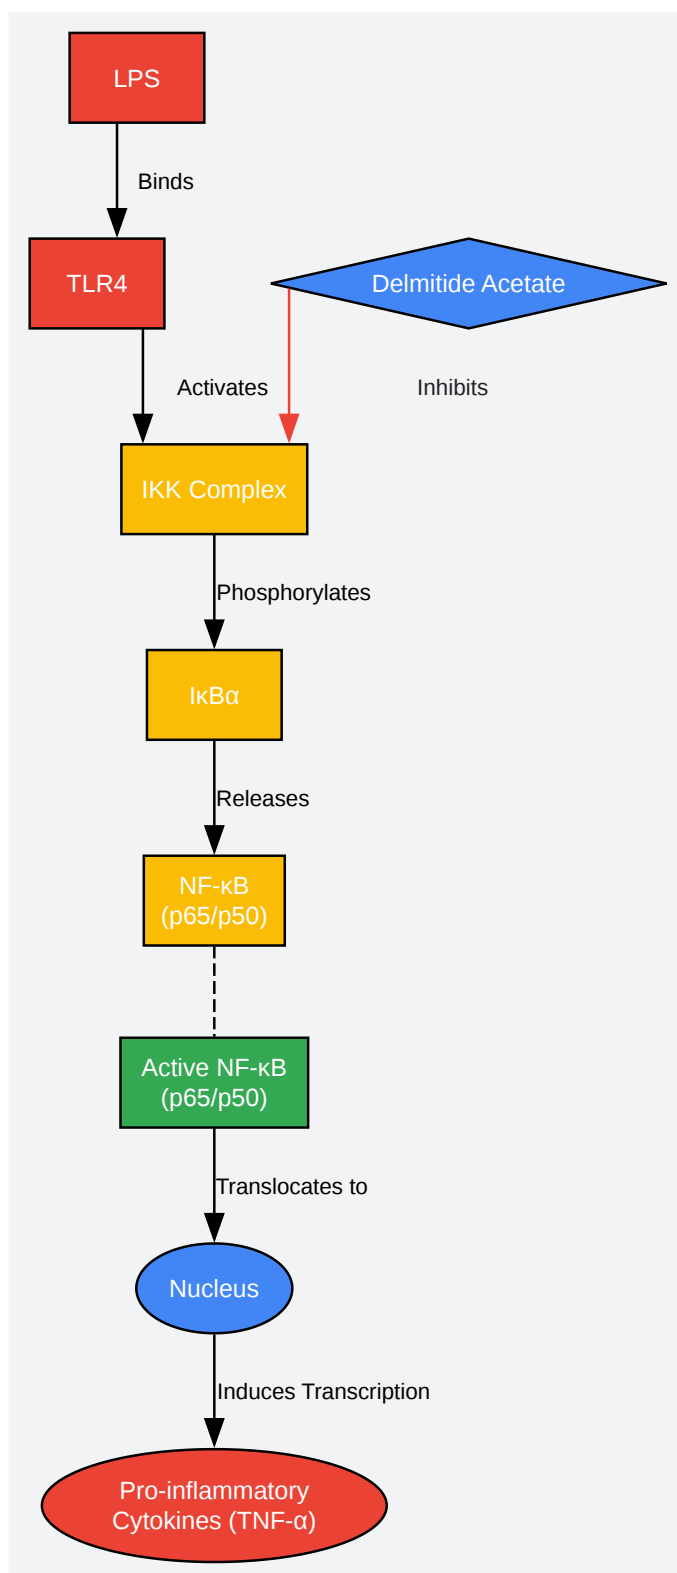 LPS
Binds
TLR4
Delmitide Acetate
Activates
Inhibits
IKK Complex
Phosphorylates
IκBα
Releases
NF-κB
(p65/p50)
Active NF-κB
(p65/p50)
Translocates to
Nucleus
Induces Transcription
Pro-inflammatory
Cytokines (TNF-α)